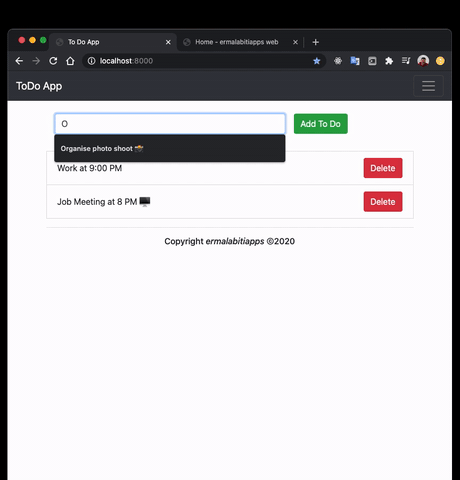 To Do App
Home - ermalabitiapps web
localhost:8000
ToDo App
O
Add To Do
Organise photo shoot 📸
Work at 9:00 PM
Delete
Job Meeting at 8 PM 🖥️
Delete
Copyright ermalabitiapps ©2020